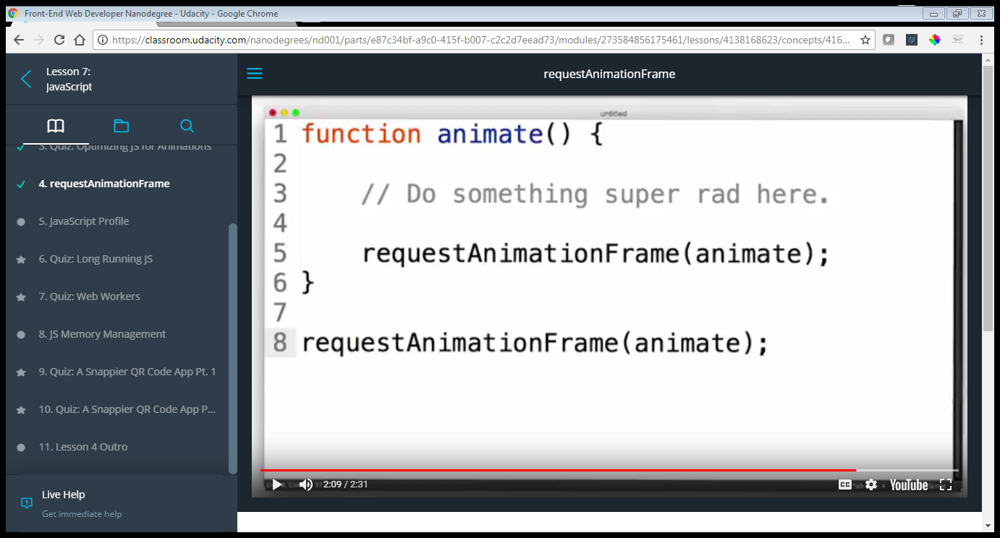 Front-End Web Developer Nanodegree - Udacity - Google Chrome
https://classroom.udacity.com/nanodegrees/nd001/parts/e87c34bf-a9c0-415f-b007-c2c2d7eead73/modules/273584856175461/lessons/4138168623/concepts/416...
Lesson 7:
JavaScript
requestAnimationFrame
3. Quiz: Optimizing JS for Animations
4. requestAnimationFrame
5. JavaScript Profile
6. Quiz: Long Running JS
7. Quiz: Web Workers
8. JS Memory Management
9. Quiz: A Snappier QR Code App Pt. 1
10. Quiz: A Snappier QR Code App P...
11. Lesson 4 Outro
Live Help
Get immediate help
untitled
1 function animate() {
2
3 // Do something super rad here.
4
5 requestAnimationFrame(animate);
6 }
7
8 requestAnimationFrame(animate);
2:09 / 2:31
CC
YouTube